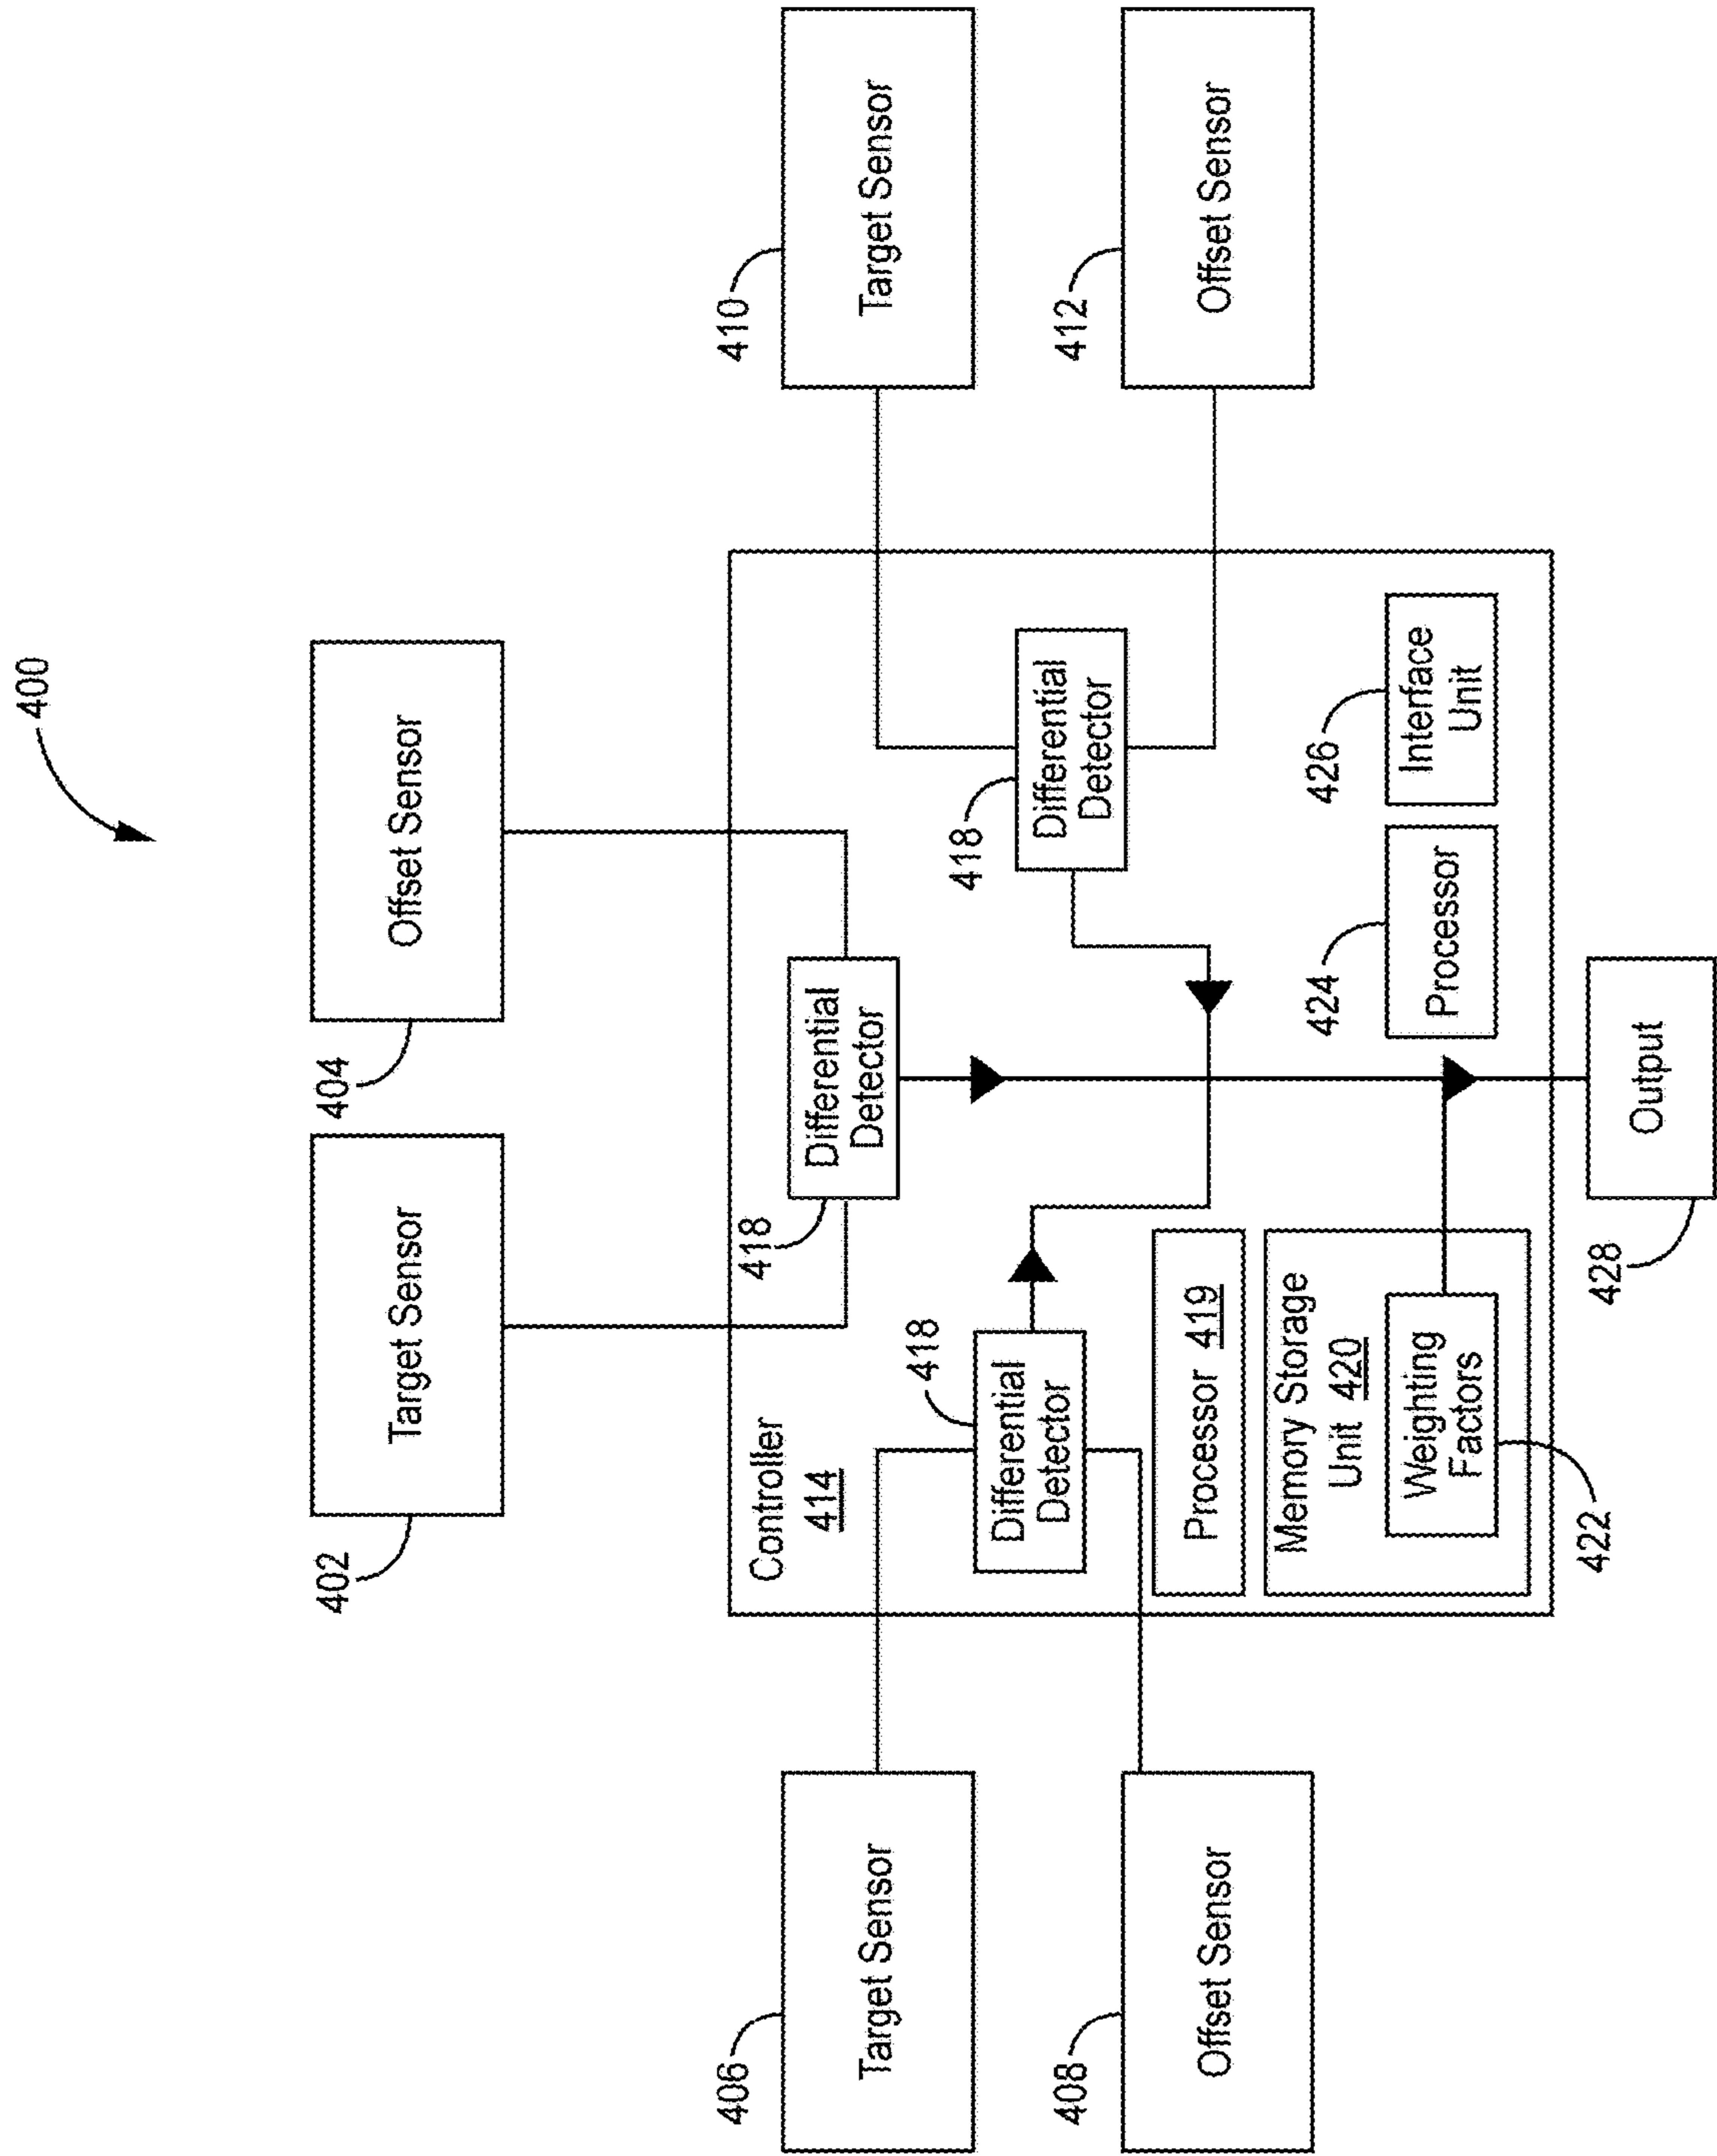 400
402
Target Sensor
404
Offset Sensor
406
Target Sensor
410
Target Sensor
408
Offset Sensor
412
Offset Sensor
Controller
414
418
Differential
Detector
418
Differential
Detector
418
Differential
Detector
Processor 419
Memory Storage
Unit 420
Weighting
Factors
422
424
Processor
426
Interface
Unit
428
Output